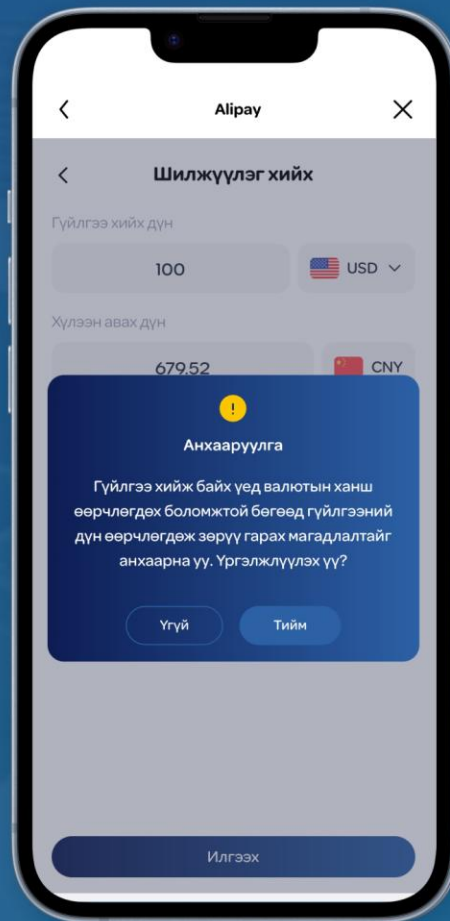 Alipay
Шилжүүлэг хийх
Гүйлгээ хийх дүн
100
USD
Хүлээн авах дүн
679.52
CNY
!
Анхааруулга
Гүйлгээ хийж байх үед валютын ханш
өөрчлөгдөх боломжтой бөгөөд гүйлгээний
дүн өөрчлөгдөж зөрүү гарах магадлалтайг
анхаарна уу. Үргэлжлүүлэх үү?
Үгүй
Тийм
Илгээх